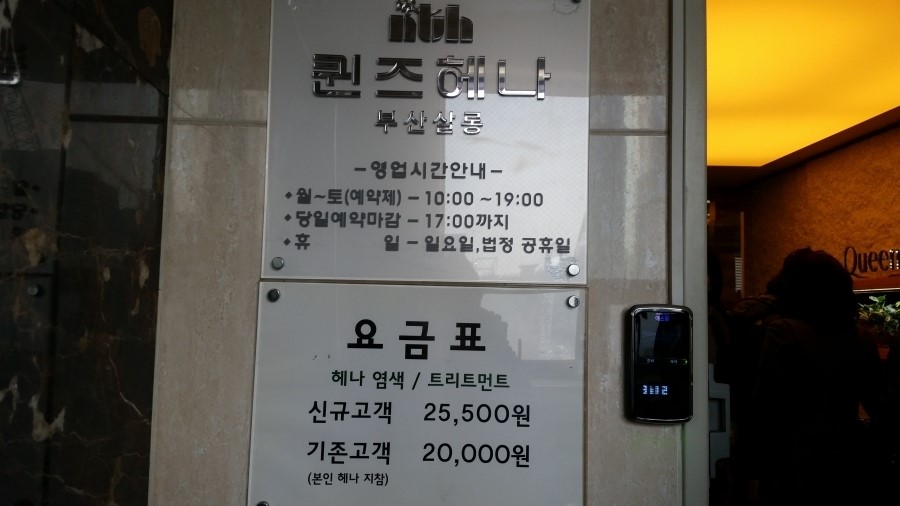 nth
퀸즈헤나
부산살롱
-영업시간안내-
•월~토(예약제) - 10:00 ~19:00
•당일예약마감 - 17:00까지
•휴 일 - 일요일,법정 공휴일
요금표
헤나 염색 / 트리트먼트
신규고객 25,500원
기존고객 20,000원
(본인 헤나 지참)